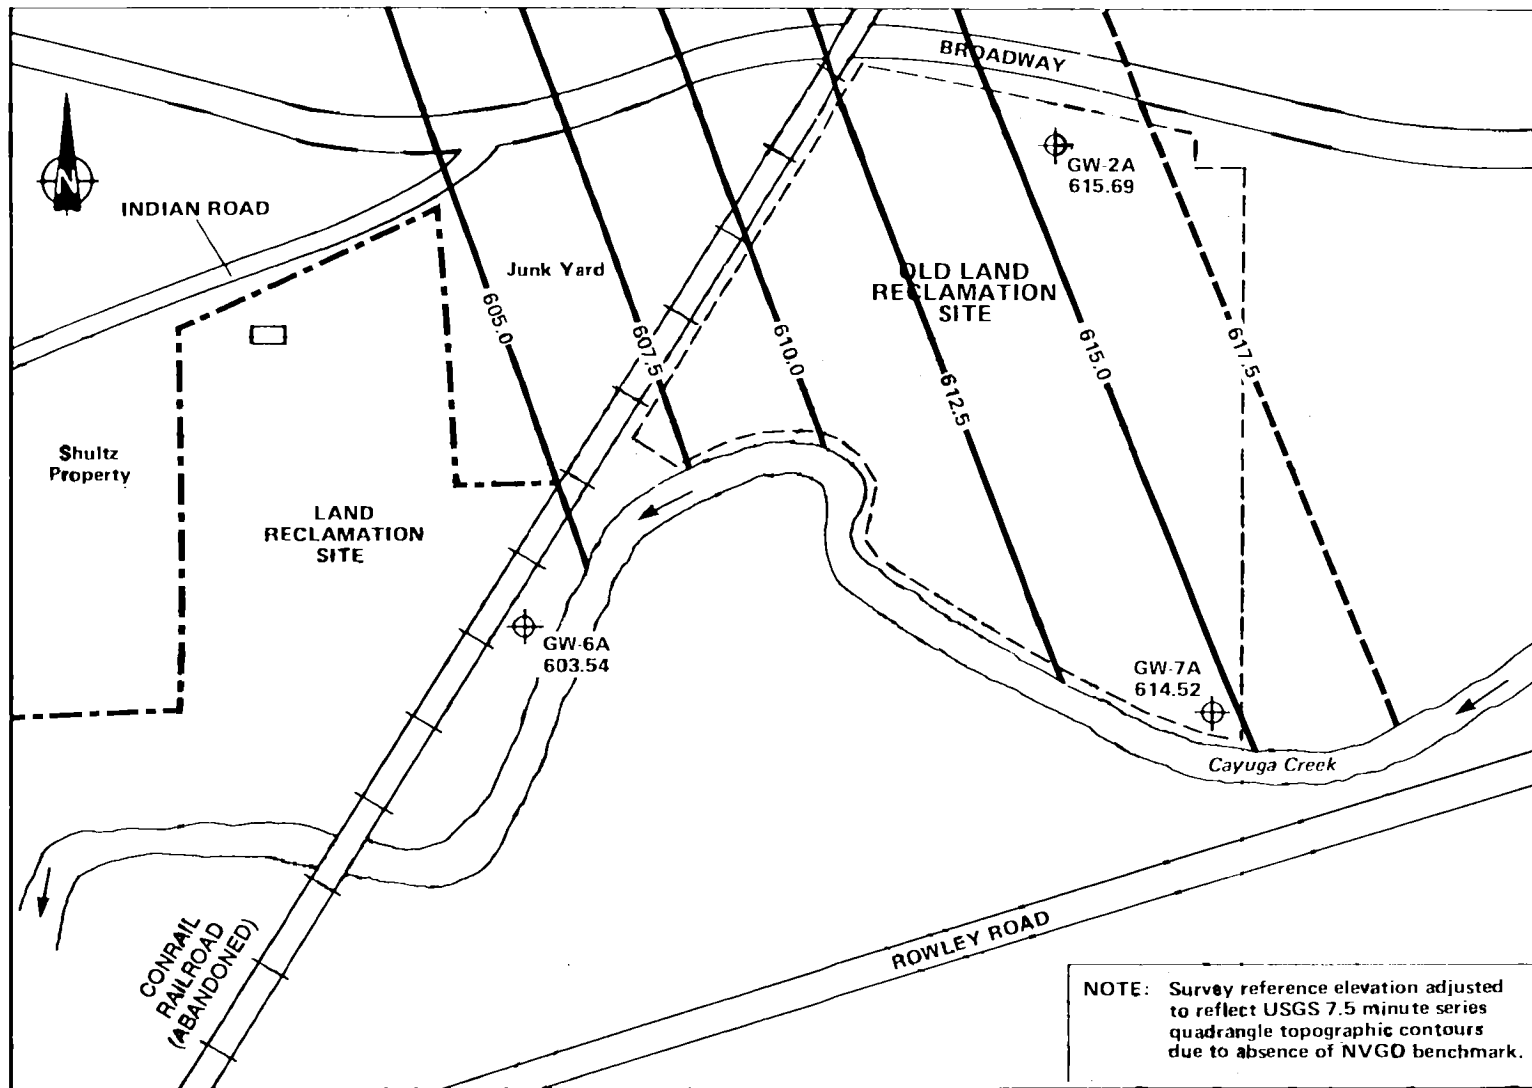 BROADWAY
N
GW-2A
615.69
INDIAN ROAD
Junk Yard
OLD LAND
RECLAMATION
SITE
605.0
607.5
610.0
612.5
615.0
617.5
Shultz
Property
LAND
RECLAMATION
SITE
GW-6A
603.54
GW-7A
614.52
Cayuga Creek
CONRAIL
RAILROAD
(ABANDONED)
ROWLEY ROAD
NOTE: Survey reference elevation adjusted
to reflect USGS 7.5 minute series
quadrangle topographic contours
due to absence of NVGD benchmark.